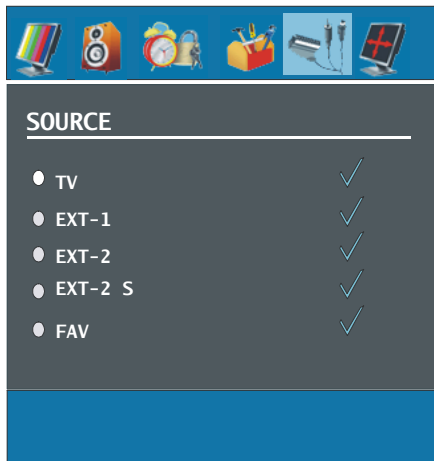 SOURCE
TV
EXT-1
EXT-2
EXT-2 S
FAV